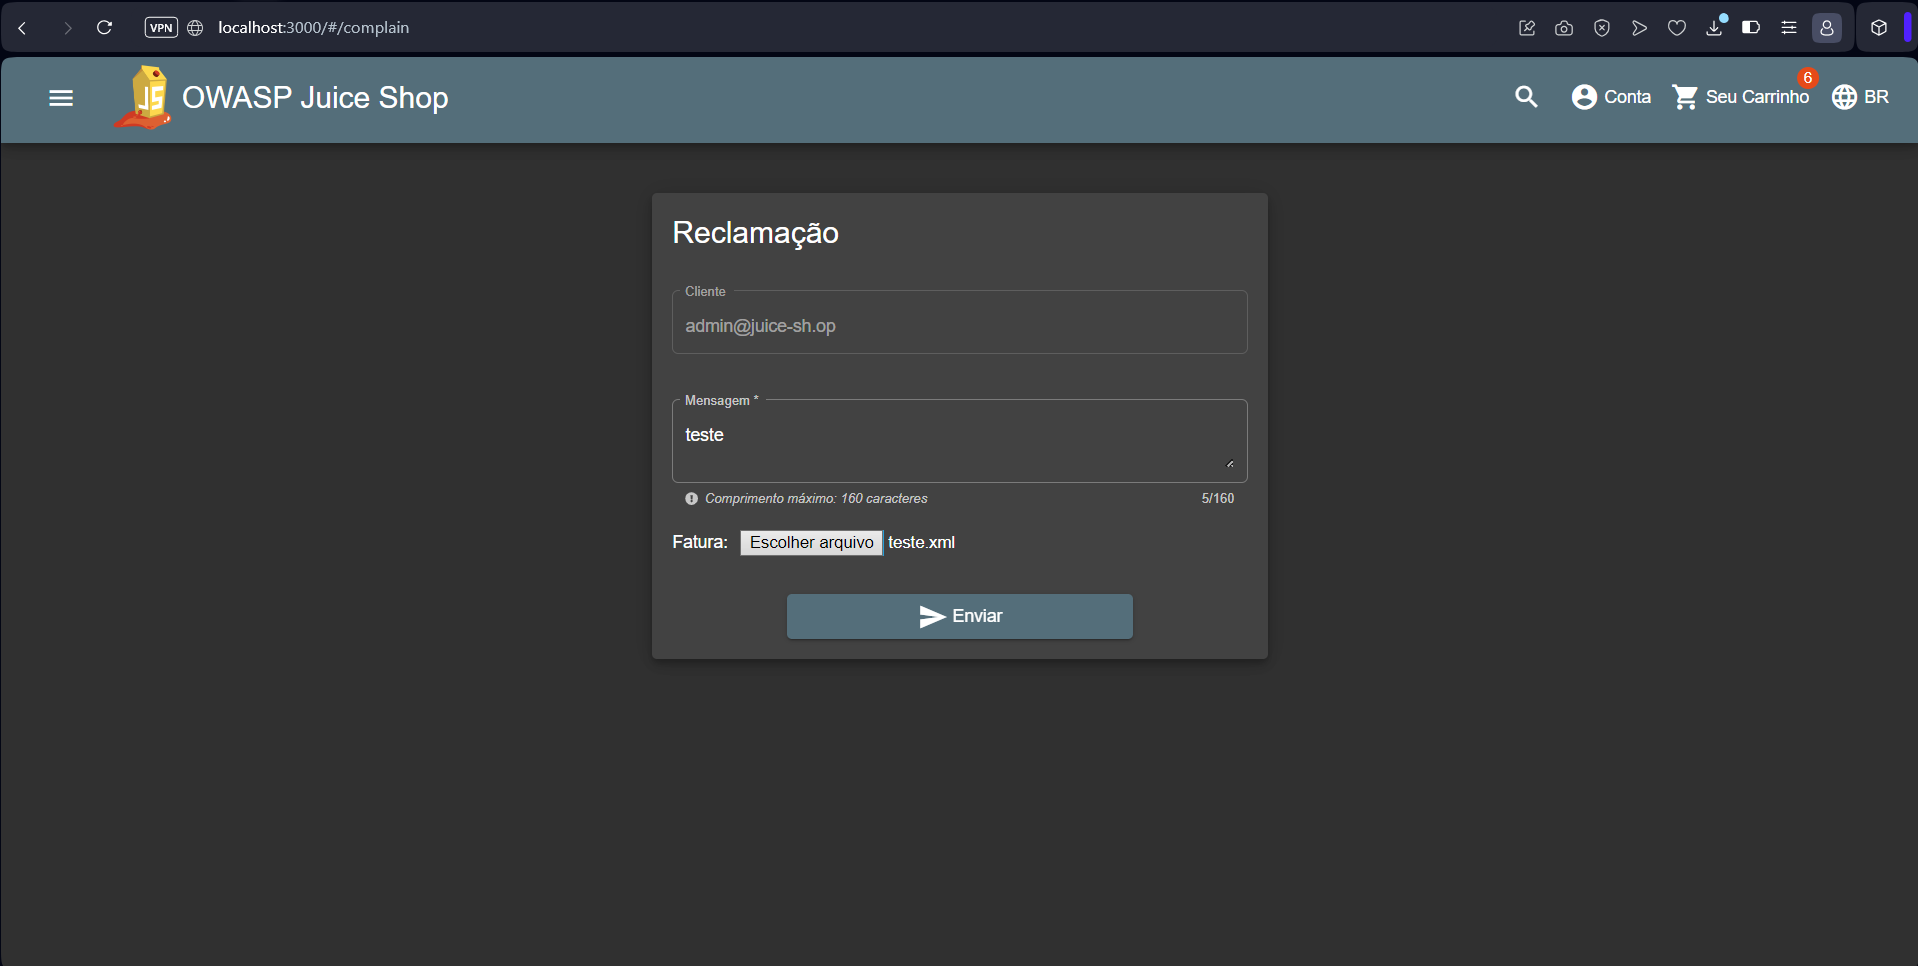 VPN localhost:3000/#/complain
JS OWASP Juice Shop Conta Seu Carrinho 6 BR
Reclamação
Cliente
admin@juice-sh.op
Mensagem *
teste
Comprimento máximo: 160 caracteres 5/160
Fatura: Escolher arquivo teste.xml
Enviar